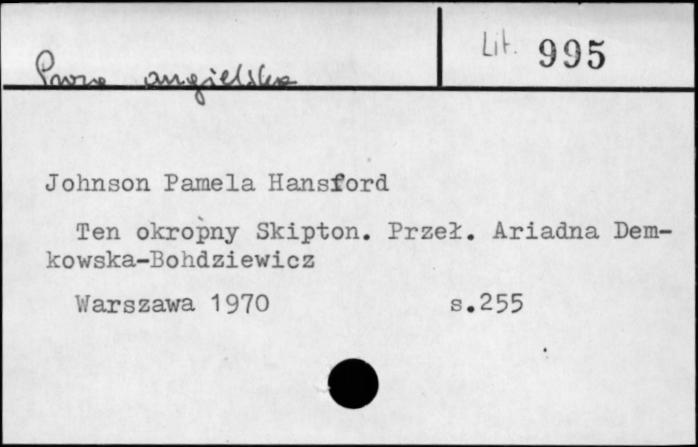 Proza angielska
Lit. 995
Johnson Pamela Hansford
Ten okropny Skipton. Przeł. Ariadna Dem-
kowska-Bohdziewicz
Warszawa 1970 s.255